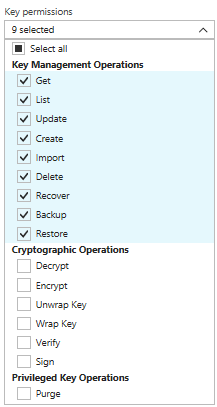 Key permissions
9 selected
Select all
Key Management Operations
Get
List
Update
Create
Import
Delete
Recover
Backup
Restore
Cryptographic Operations
Decrypt
Encrypt
Unwrap Key
Wrap Key
Verify
Sign
Privileged Key Operations
Purge